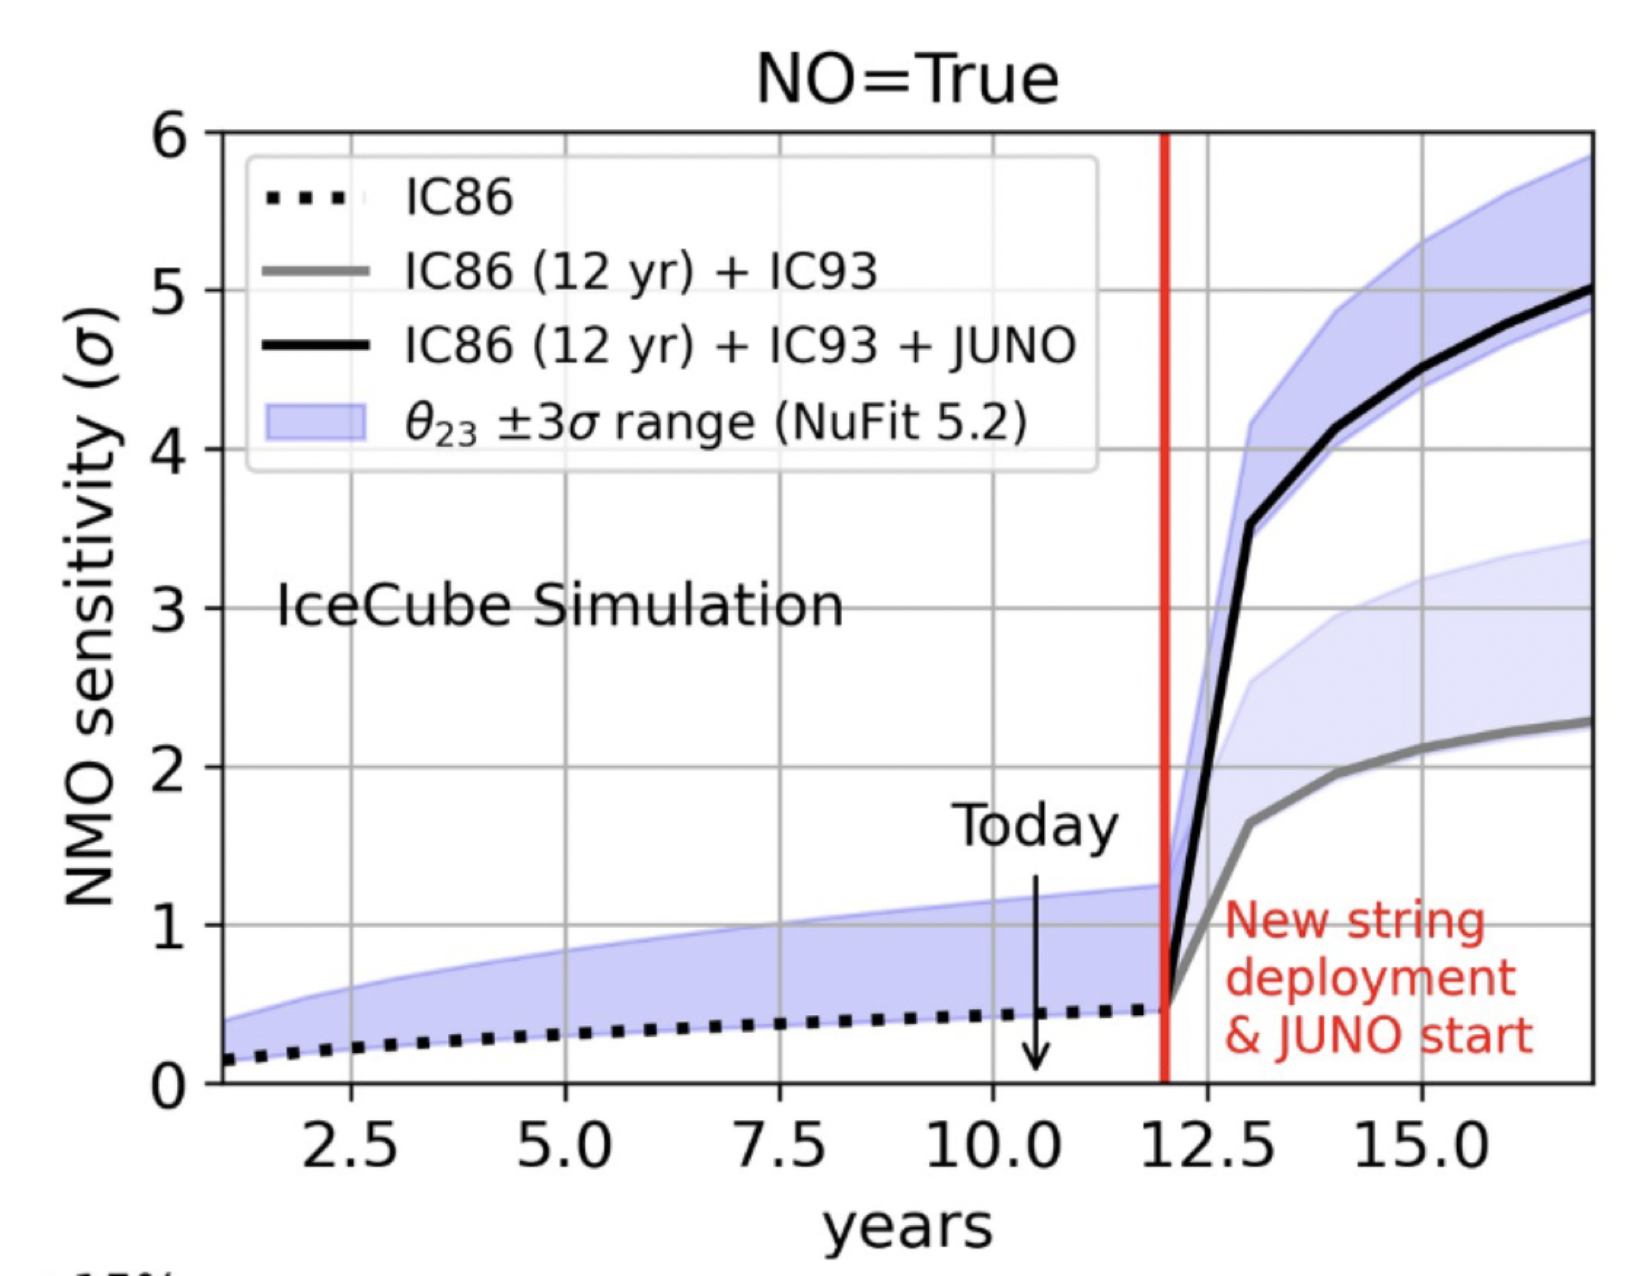 NO=True
6
5
4
3
2
1
0
NMO sensitivity (σ)
IC86
IC86 (12 yr) + IC93
IC86 (12 yr) + IC93 + JUNO
θ₂₃ ±3σ range (NuFit 5.2)
IceCube Simulation
Today
New string
deployment
& JUNO start
2.5 5.0 7.5 10.0 12.5 15.0
years